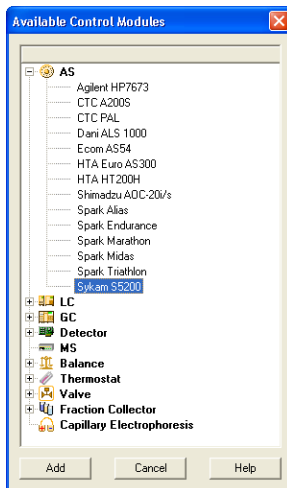 Available Control Modules
AS
Agilent HP7673
CTC A200S
CTC PAL
Dani ALS 1000
Ecom AS54
HTA Euro AS300
HTA HT200H
Shimadzu AOC-20i/s
Spark Alias
Spark Endurance
Spark Marathon
Spark Midas
Spark Triathlon
Sykam S5200
LC
GC
Detector
MS
Balance
Thermostat
Valve
Fraction Collector
Capillary Electrophoresis
Add Cancel Help